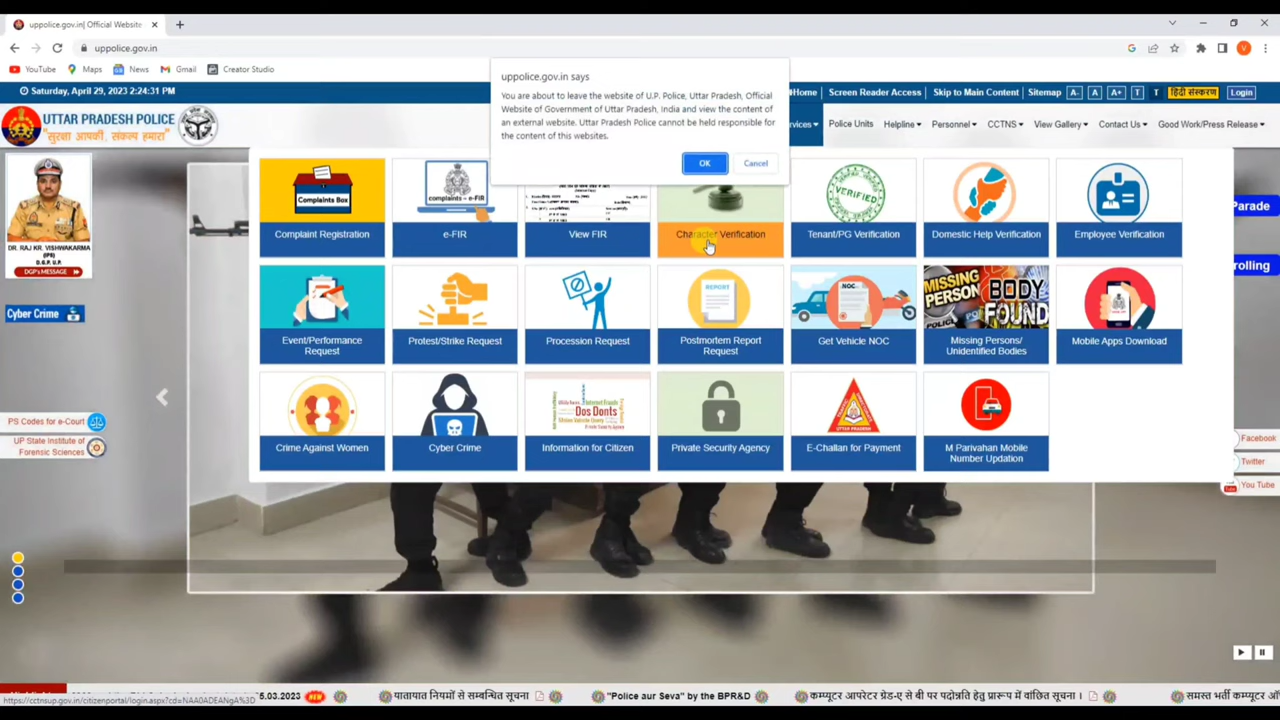 uppolice.gov.in| Official Website
uppolice.gov.in
YouTube
Maps
News
Gmail
Creator Studio
uppolice.gov.in says
You are about to leave the website of U.P. Police, Uttar Pradesh, Official
Website of Government of Uttar Pradesh, India and view the content of
an external website. Uttar Pradesh Police cannot be held responsible for
the content of this websites.
OK
Cancel
Saturday, April 29, 2023 2:24:31 PM
Home
Screen Reader Access
Skip to Main Content
Sitemap
A-
A
A+
T
T
हिंदी संस्करण
Login
UTTAR PRADESH POLICE
"सुरक्षा आपकी, संकल्प हमारा"
Police Units
Helpline
Personnel
CCTNS
View Gallery
Contact Us
Good Work/Press Release
DR. RAJ KR. VISHWAKARMA
(IPS)
D.G.P. U.P.
DGP's MESSAGE
Cyber Crime
PS Codes for e-Court
UP State Institute of
Forensic Sciences
Complaints Box
Complaint Registration
complaints - e-FIR
e-FIR
View FIR
Character Verification
VERIFIED
Tenant/PG Verification
Domestic Help Verification
Employee Verification
Parade
Event/Performance
Request
Protest/Strike Request
Procession Request
REPORT
Postmortem Report
Request
NOC
Get Vehicle NOC
MISSING
PERSON
BODY
FOUND
Missing Persons/
Unidentified Bodies
Mobile Apps Download
Crime Against Women
Cyber Crime
Dos Donts
Information for Citizen
Private Security Agency
UTTAR PRADESH
E-Challan for Payment
M Parivahan Mobile
Number Updation
Facebook
Twitter
You Tube
https://cctnsup.gov.in/citizenportal/login.aspx?cd=NAA0ADEANgA%3D
5.03.2023
यातायात नियमों से सम्बन्धित सूचना
"Police aur Seva" by the BPR&D
कम्प्यूटर आपरेटर ग्रेड-ए से बी पर पदोन्नति हेतु प्रारूप में वांछित सूचना ।
समस्त भर्ती